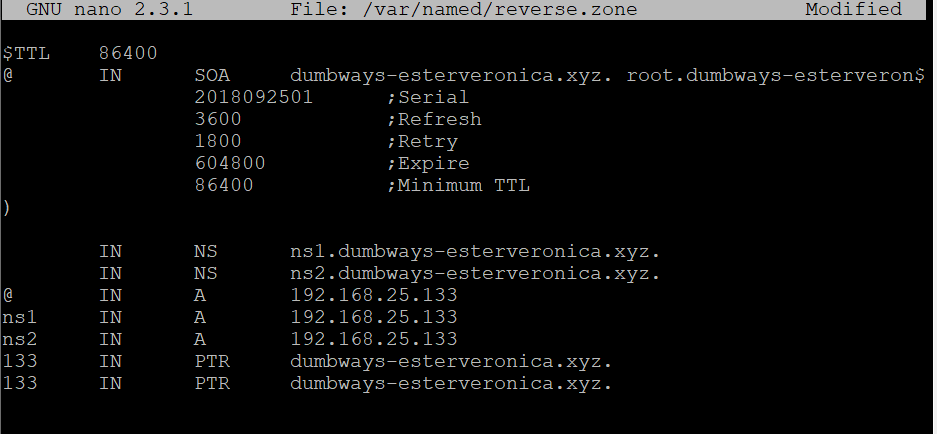 GNU nano 2.3.1 File: /var/named/reverse.zone Modified
$TTL 86400
@ IN SOA dumbways-esterveronica.xyz. root.dumbways-esterveron$
2018092501 ;Serial
3600 ;Refresh
1800 ;Retry
604800 ;Expire
86400 ;Minimum TTL
)
IN NS ns1.dumbways-esterveronica.xyz.
IN NS ns2.dumbways-esterveronica.xyz.
@ IN A 192.168.25.133
ns1 IN A 192.168.25.133
ns2 IN A 192.168.25.133
133 IN PTR dumbways-esterveronica.xyz.
133 IN PTR dumbways-esterveronica.xyz.